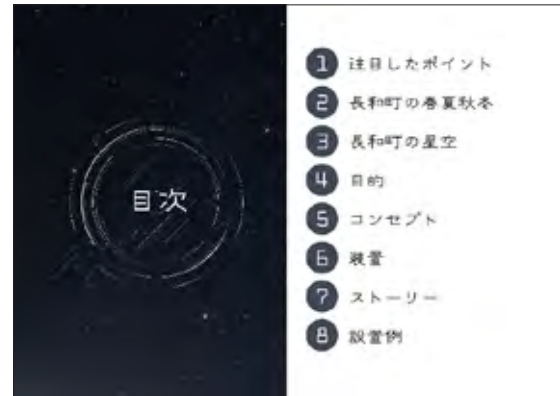 目次
1 注目したポイント
2 長和町の春夏秋冬
3 長和町の星空
4 目的
5 コンセプト
6 装置
7 ストーリー
8 設置例